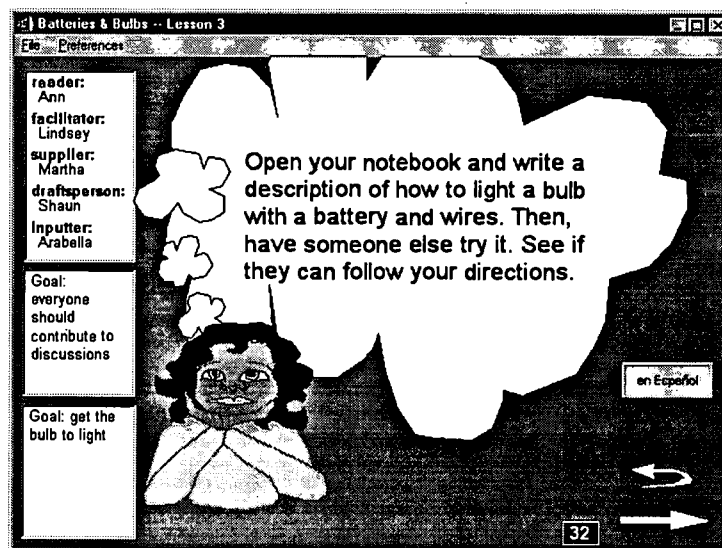 Batteries & Bulbs -- Lesson 3
File Preferences
reader:
Ann
facilitator:
Lindsey
supplier:
Martha
draftsperson:
Shaun
Inputter:
Arabella
Goal:
everyone
should
contribute to
discussions
Goal: get the
bulb to light
Open your notebook and write a
description of how to light a bulb
with a battery and wires. Then,
have someone else try it. See if
they can follow your directions.
en Español
32